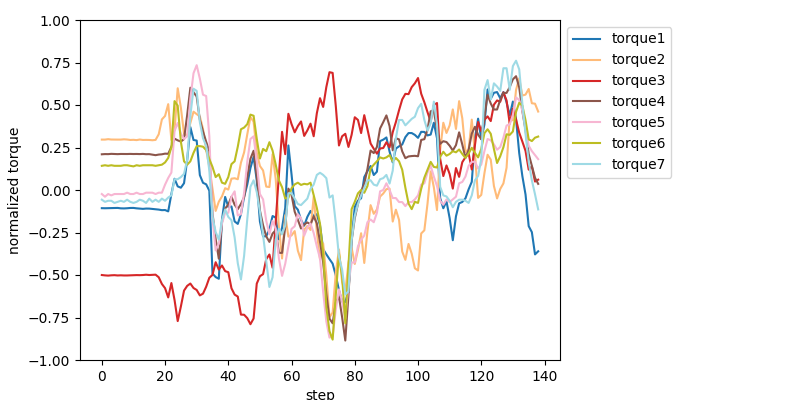 1.00
0.75
0.50
0.25
0.00
−0.25
−0.50
−0.75
−1.00
normalized torque
0 20 40 60 80 100 120 140
step
torque1
torque2
torque3
torque4
torque5
torque6
torque7